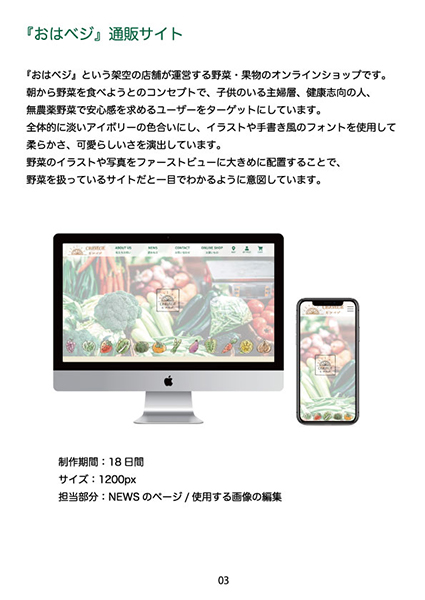 『おはベジ』通販サイト
『おはベジ』という架空の店舗が運営する野菜・果物のオンラインショップです。
朝から野菜を食べようとのコンセプトで、子供のいる主婦層、健康志向の人、
無農薬野菜で安心感を求めるユーザーをターゲットにしています。
全体的に淡いアイボリーの色合いにし、イラストや手書き風のフォントを使用して
柔らかさ、可愛らしいさを演出しています。
野菜のイラストや写真をファーストビューに大きめに配置することで、
野菜を扱っているサイトだと一目でわかるように意図しています。
ABOUT US NEWS CONTACT ONLINE SHOP
制作期間：18日間
サイズ：1200px
担当部分：NEWSのページ/使用する画像の編集
03